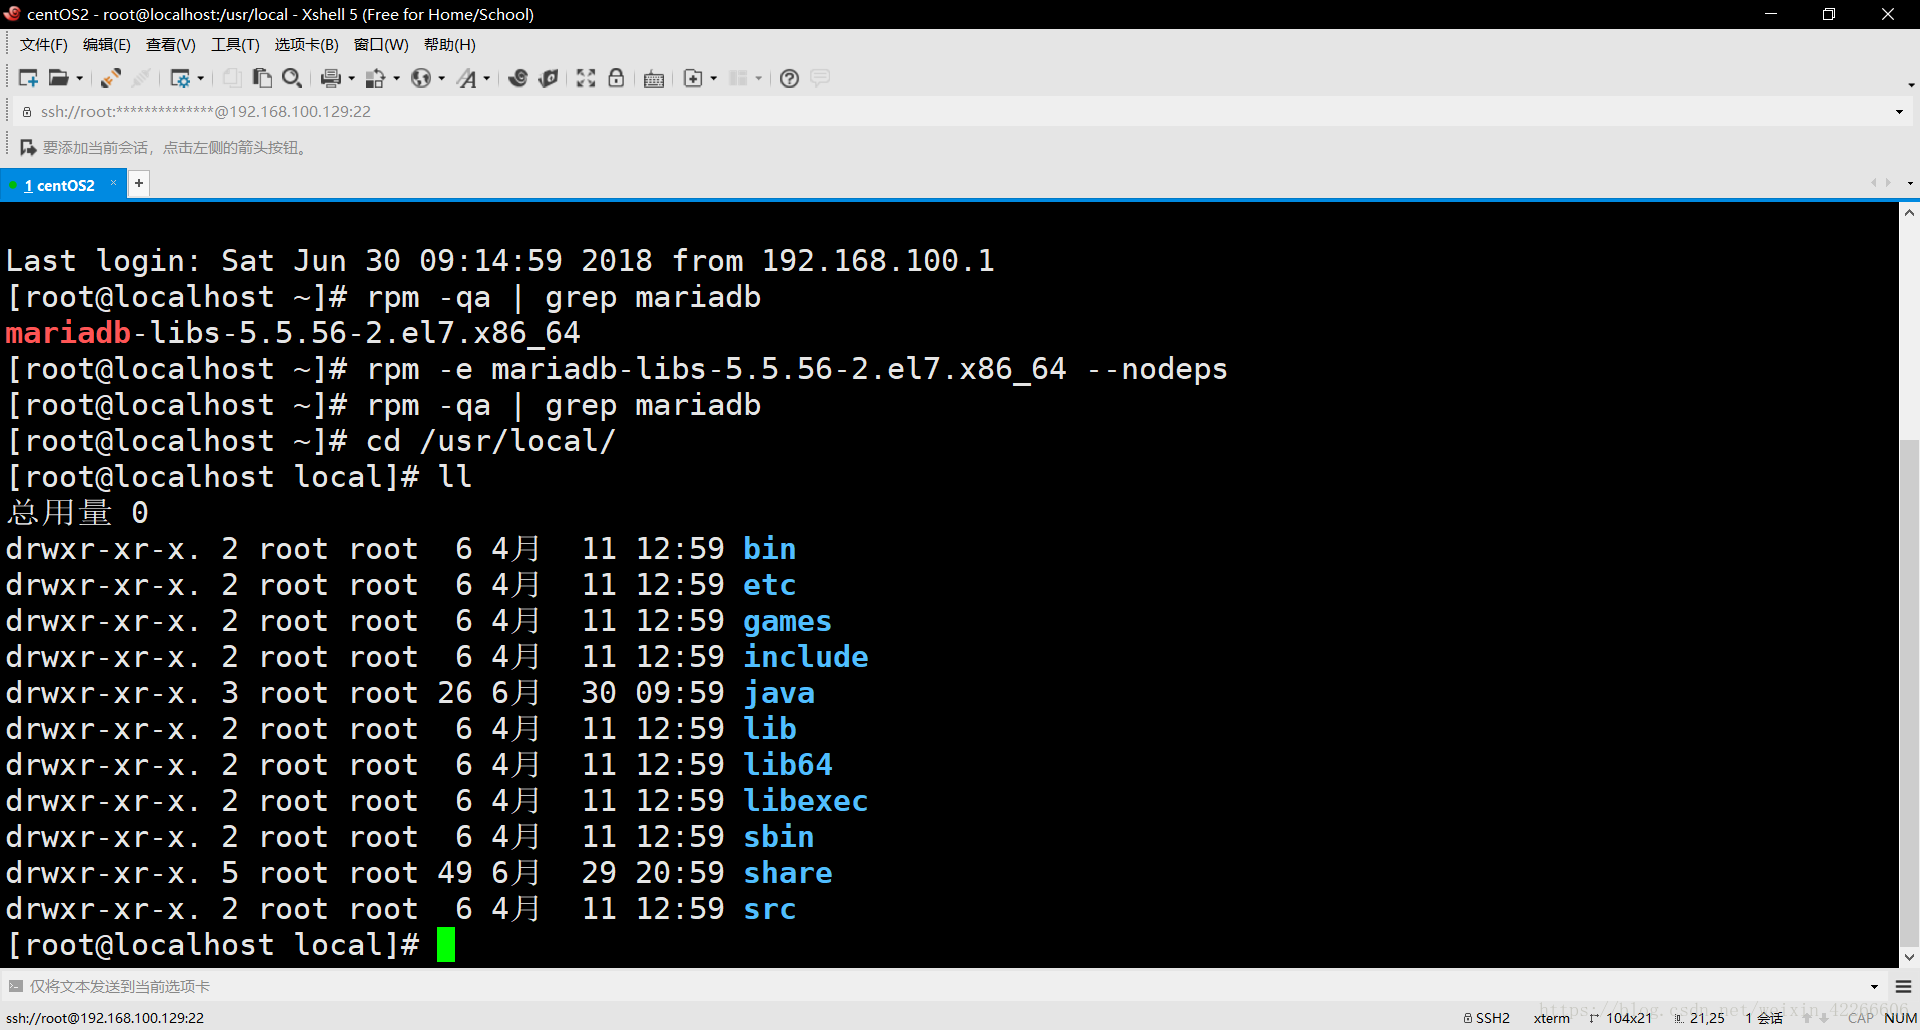 centOS2 - root@localhost:/usr/local - Xshell 5 (Free for Home/School)
文件(F) 编辑(E) 查看(V) 工具(T) 选项卡(B) 窗口(W) 帮助(H)
ssh://root:**************@192.168.100.129:22
要添加当前会话，点击左侧的箭头按钮。
1 centOS2 × +
Last login: Sat Jun 30 09:14:59 2018 from 192.168.100.1
[root@localhost ~]# rpm -qa | grep mariadb
mariadb-libs-5.5.56-2.el7.x86_64
[root@localhost ~]# rpm -e mariadb-libs-5.5.56-2.el7.x86_64 --nodeps
[root@localhost ~]# rpm -qa | grep mariadb
[root@localhost ~]# cd /usr/local/
[root@localhost local]# ll
总用量 0
drwxr-xr-x. 2 root root  6 4月  11 12:59 bin
drwxr-xr-x. 2 root root  6 4月  11 12:59 etc
drwxr-xr-x. 2 root root  6 4月  11 12:59 games
drwxr-xr-x. 2 root root  6 4月  11 12:59 include
drwxr-xr-x. 3 root root 26 6月  30 09:59 java
drwxr-xr-x. 2 root root  6 4月  11 12:59 lib
drwxr-xr-x. 2 root root  6 4月  11 12:59 lib64
drwxr-xr-x. 2 root root  6 4月  11 12:59 libexec
drwxr-xr-x. 2 root root  6 4月  11 12:59 sbin
drwxr-xr-x. 5 root root 49 6月  29 20:59 share
drwxr-xr-x. 2 root root  6 4月  11 12:59 src
[root@localhost local]#
仅将文本发送到当前选项卡
https://blog.csdn.net/weixin_42266606
ssh://root@192.168.100.129:22 SSH2 xterm 104x21 21,25 1 会话 CAP NUM